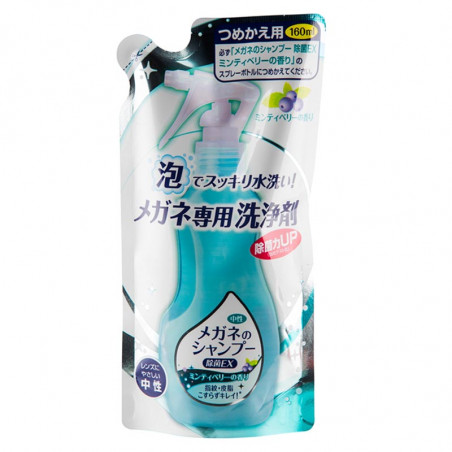 つめかえ用 160ml
必ず「メガネのシャンプー 除菌EX
ミンティベリーの香り」の
スプレーボトルにつめかえてください。
ミンティベリーの香り
泡でスッキリ水洗い!
メガネ専用洗浄剤
除菌力UP
中性
メガネの
シャンプー
除菌EX
ミンティベリーの香り
指紋・皮脂
こすらずキレイ!
レンズに
やさしい
中性